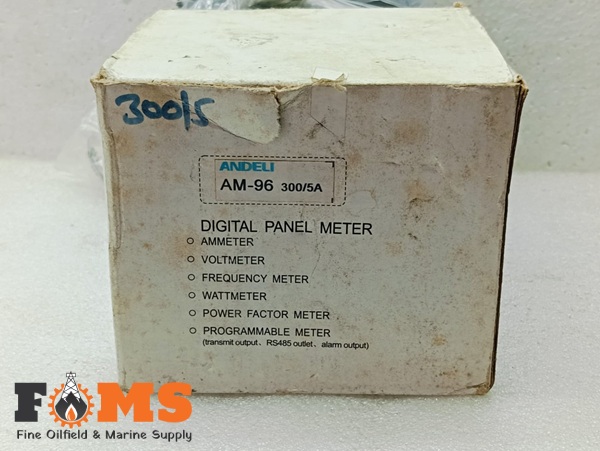 300/5
ANDELI
AM-96 300/5A
DIGITAL PANEL METER
○ AMMETER
○ VOLTMETER
○ FREQUENCY METER
○ WATTMETER
○ POWER FACTOR METER
○ PROGRAMMABLE METER
(transmit output、RS485 outlet、alarm output)
FOMS
Fine Oilfield & Marine Supply